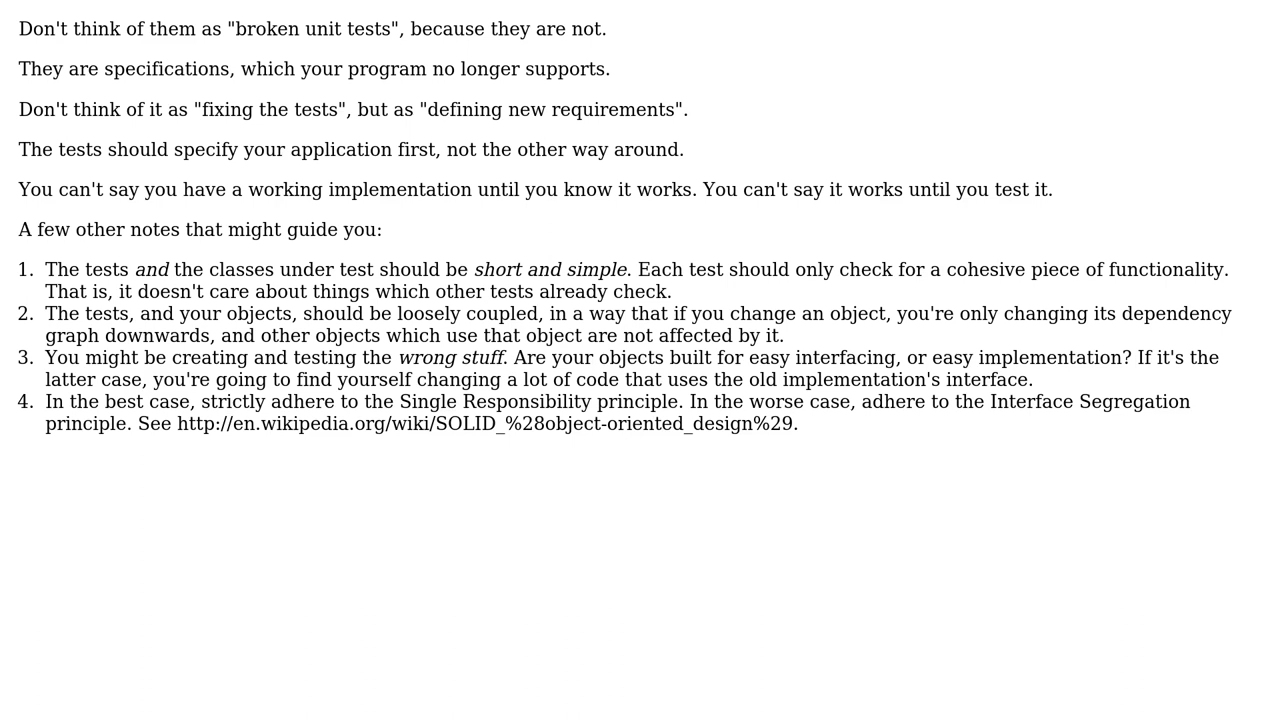 Don't think of them as "broken unit tests", because they are not.
They are specifications, which your program no longer supports.
Don't think of it as "fixing the tests", but as "defining new requirements".
The tests should specify your application first, not the other way around.
You can't say you have a working implementation until you know it works. You can't say it works until you test it.
A few other notes that might guide you:
1. The tests and the classes under test should be short and simple. Each test should only check for a cohesive piece of functionality.
That is, it doesn't care about things which other tests already check.
2. The tests, and your objects, should be loosely coupled, in a way that if you change an object, you're only changing its dependency
graph downwards, and other objects which use that object are not affected by it.
3. You might be creating and testing the wrong stuff. Are your objects built for easy interfacing, or easy implementation? If it's the
latter case, you're going to find yourself changing a lot of code that uses the old implementation's interface.
4. In the best case, strictly adhere to the Single Responsibility principle. In the worse case, adhere to the Interface Segregation
principle. See http://en.wikipedia.org/wiki/SOLID_%28object-oriented_design%29.